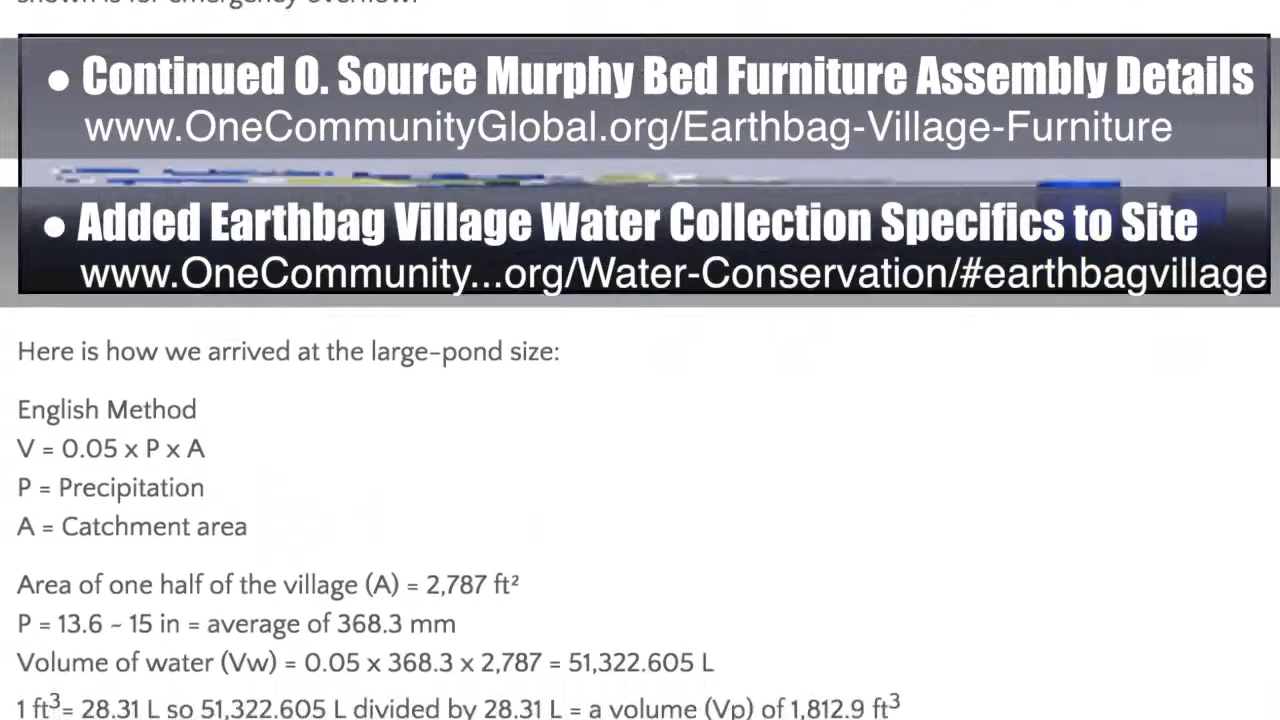 ● Continued O. Source Murphy Bed Furniture Assembly Details
www.OneCommunityGlobal.org/Earthbag-Village-Furniture
● Added Earthbag Village Water Collection Specifics to Site
www.OneCommunity...org/Water-Conservation/#earthbagvillage
Here is how we arrived at the large-pond size:
English Method
V = 0.05 x P x A
P = Precipitation
A = Catchment area
Area of one half of the village (A) = 2,787 ft²
P = 13.6 ~ 15 in = average of 368.3 mm
Volume of water (Vw) = 0.05 x 368.3 x 2,787 = 51,322.605 L
1 ft³= 28.31 L so 51,322.605 L divided by 28.31 L = a volume (Vp) of 1,812.9 ft³